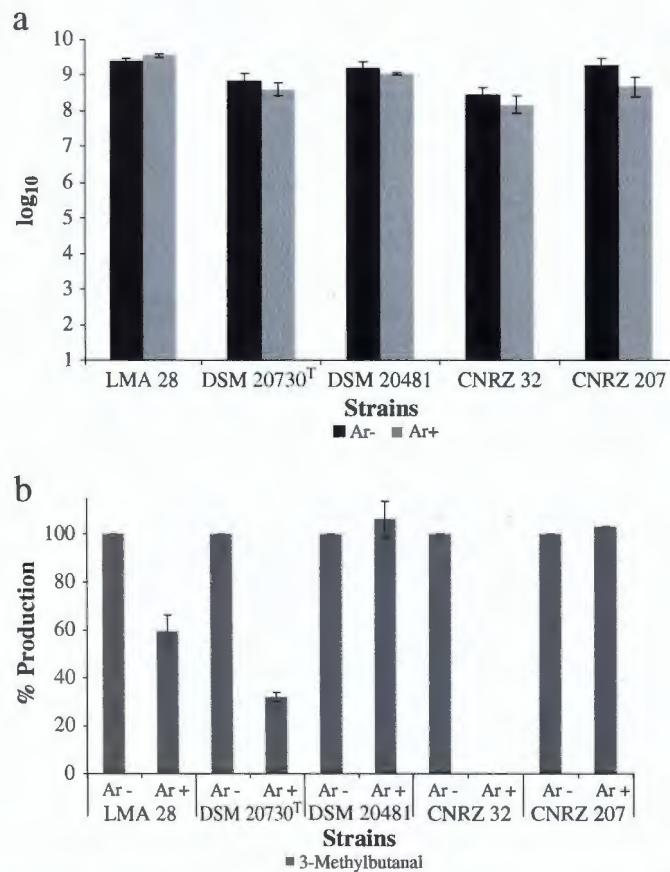 a
10
9
8
7
6
5
4
3
2
1
log10
LMA 28 DSM 20730T DSM 20481 CNRZ 32 CNRZ 207
Strains
Ar- Ar+
b
100
80
60
40
20
0
% Production
Ar - Ar + Ar - Ar + Ar - Ar + Ar - Ar + Ar - Ar +
LMA 28 DSM 20730T DSM 20481 CNRZ 32 CNRZ 207
Strains
3-Methylbutanal